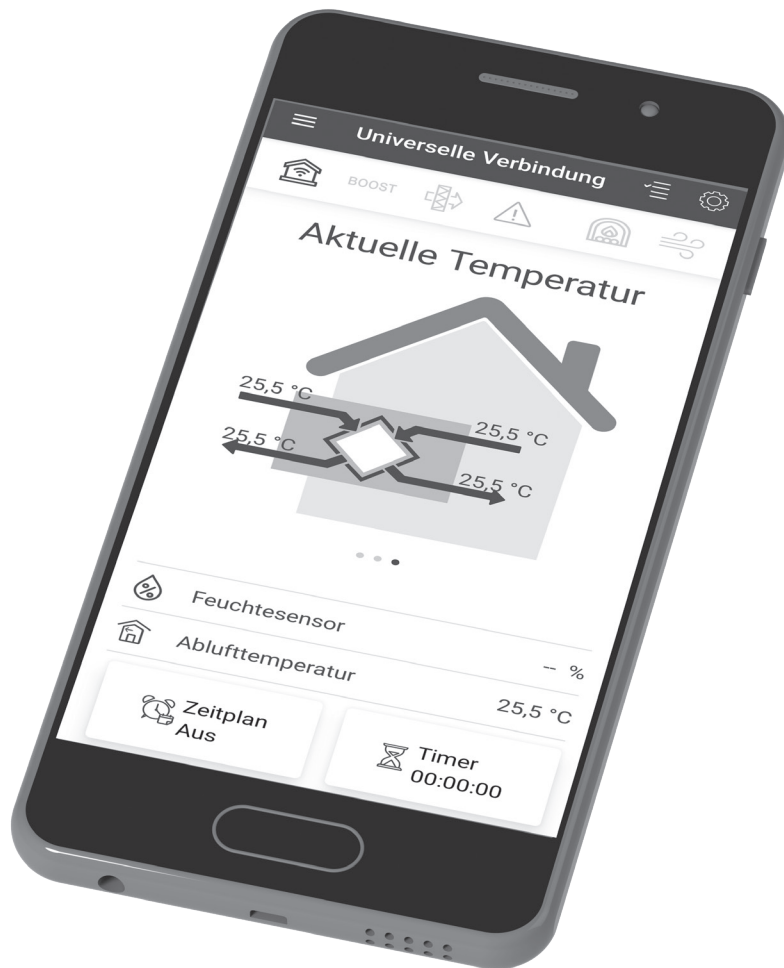 Universelle Verbindung
BOOST
Aktuelle Temperatur
25,5 °C
25,5 °C
25,5 °C
25,5 °C
Feuchtesensor
-- %
Ablufttemperatur
25,5 °C
Zeitplan
Aus
Timer
00:00:00